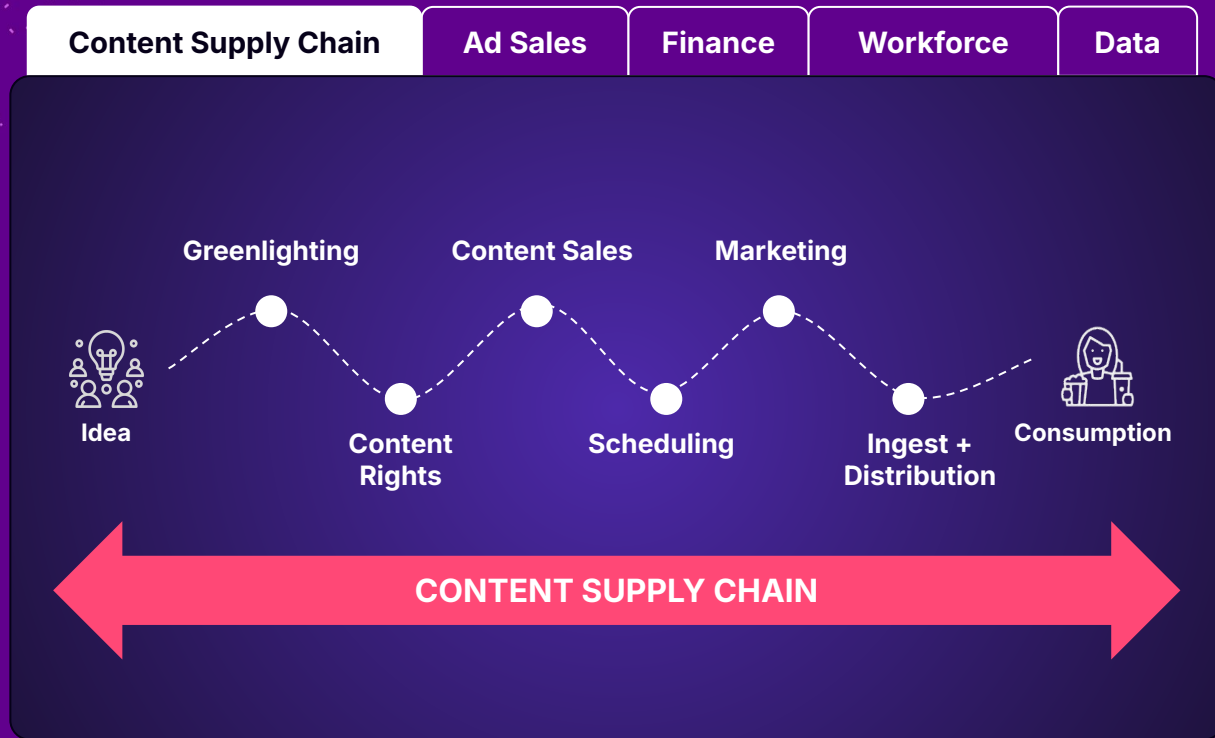 Content Supply Chain
Ad Sales
Finance
Workforce
Data
Greenlighting
Content Sales
Marketing
Idea
Content
Rights
Scheduling
Ingest +
Distribution
Consumption
CONTENT SUPPLY CHAIN